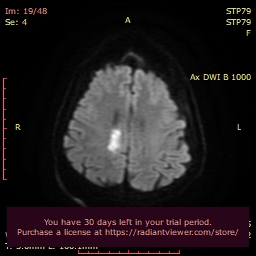 Im: 19/48
Se: 4
STP79
STP79
F
A
Ax DWI B 1000
R
L
You have 30 days left in your trial period.
Purchase a license at https://radiantviewer.com/store/